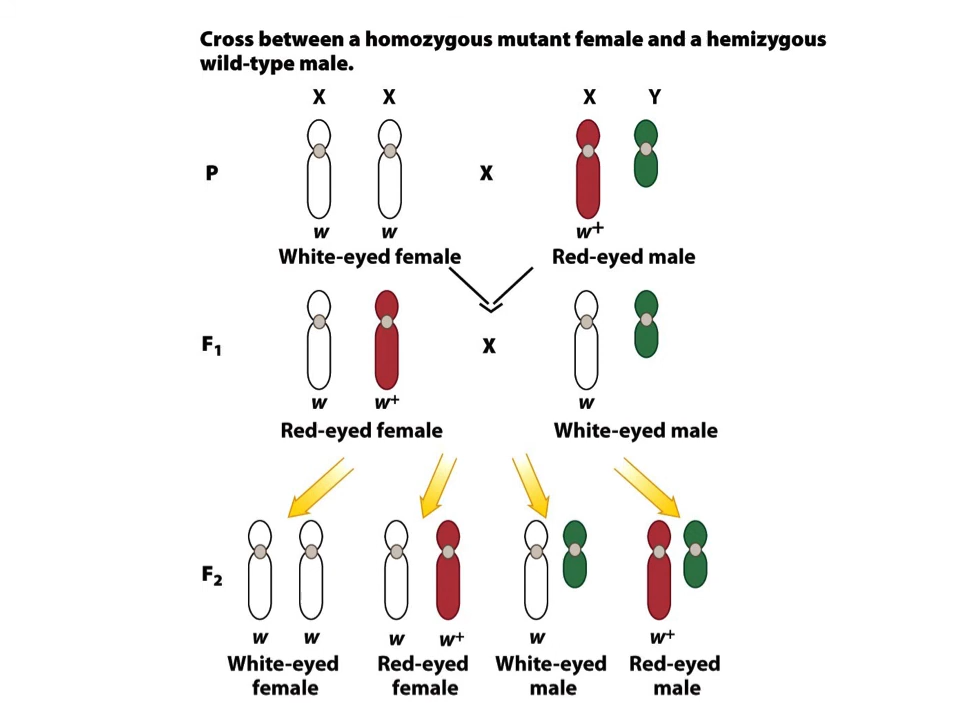 Cross between a homozygous mutant female and a hemizygous
wild-type male.
X X X Y
P X
w w w+
White-eyed female Red-eyed male
F1 X
w w+ w
Red-eyed female White-eyed male
F2
w w w w+ w w+
White-eyed Red-eyed White-eyed Red-eyed
female female male male